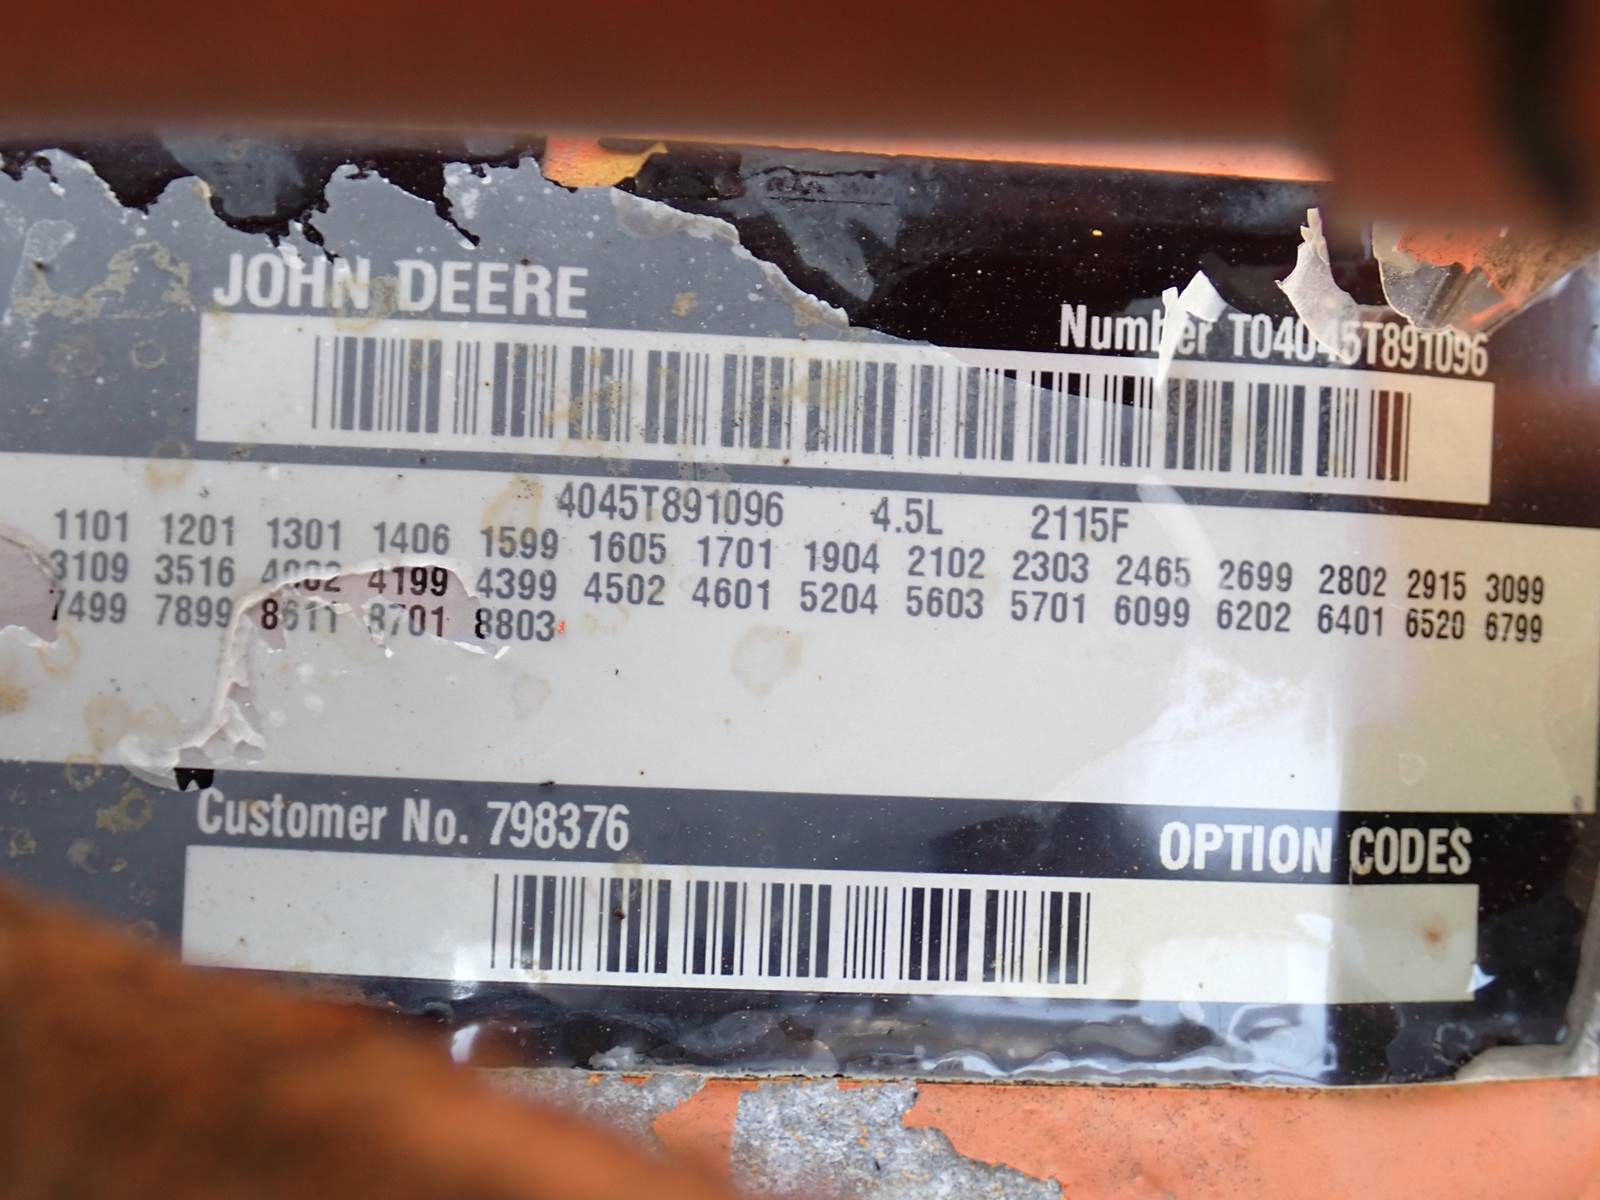 JOHN DEERE
Number T04045T891096
4045T891096 4.5L 2115F
1101 1201 1301 1406 1599 1605 1701 1904 2102 2303 2465 2699 2802 2915 3099
3109 3516 4199 4399 4502 4601 5204 5603 5701 6099 6202 6401 6520 6799
7499 7899 8611 8701 8803
Customer No. 798376
OPTION CODES